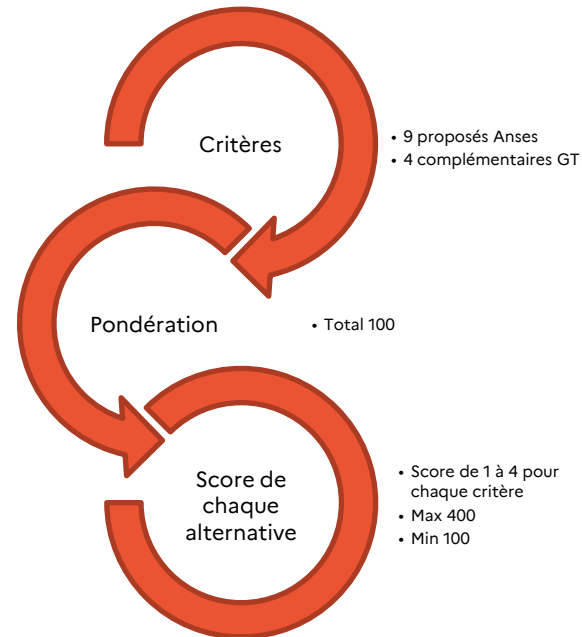 Critères
• 9 proposés Anses
• 4 complémentaires GT
Pondération
• Total 100
Score de
chaque
alternative
• Score de 1 à 4 pour
chaque critère
• Max 400
• Min 100